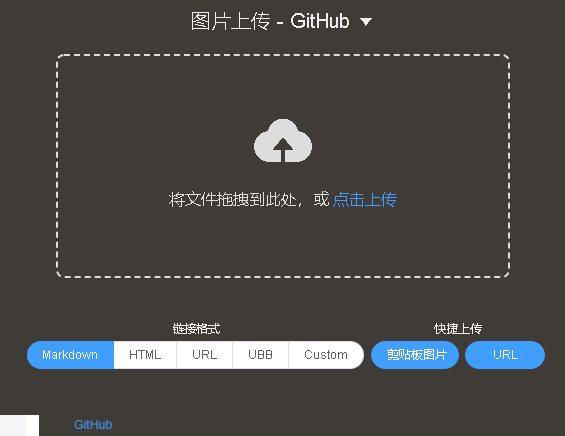 图片上传 - GitHub
将文件拖拽到此处，或 点击上传
链接格式 快捷上传
Markdown HTML URL UBB Custom 剪贴板图片 URL
GitHub